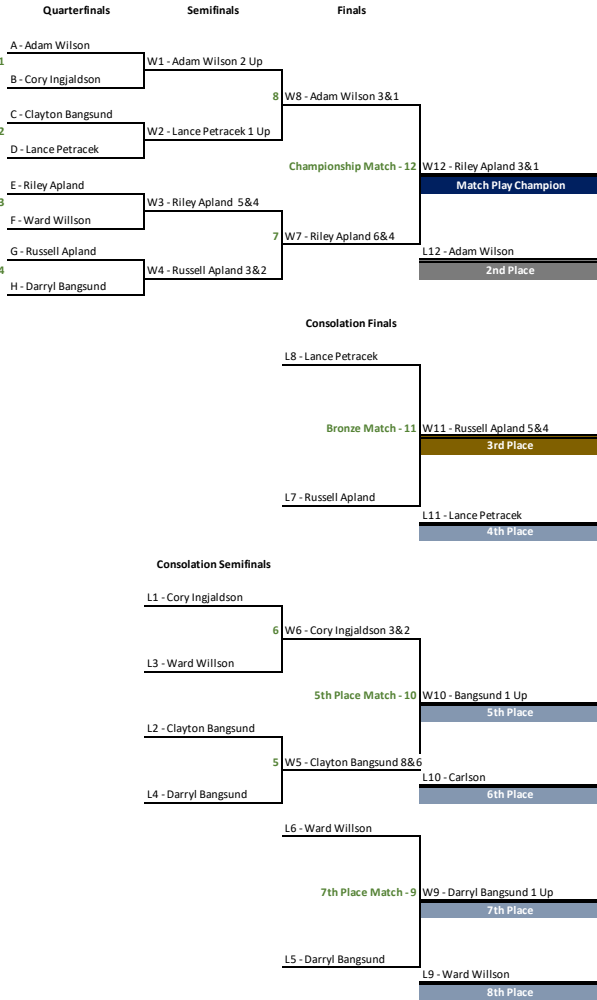 Quarterfinals Semifinals Finals
A - Adam Wilson
1
W1 - Adam Wilson 2 Up
B - Cory Ingjaldson
8 W8 - Adam Wilson 3&1
C - Clayton Bangsund
2
W2 - Lance Petracek 1 Up
D - Lance Petracek
Championship Match - 12 W12 - Riley Apland 3&1
Match Play Champion
E - Riley Apland
3
W3 - Riley Apland 5&4
F - Ward Willson
7 W7 - Riley Apland 6&4
G - Russell Apland
L12 - Adam Wilson
4
W4 - Russell Apland 3&2
2nd Place
H - Darryl Bangsund
Consolation Finals
L8 - Lance Petracek
Bronze Match - 11 W11 - Russell Apland 5&4
3rd Place
L7 - Russell Apland
L11 - Lance Petracek
4th Place
Consolation Semifinals
L1 - Cory Ingjaldson
6 W6 - Cory Ingjaldson 3&2
L3 - Ward Willson
5th Place Match - 10 W10 - Bangsund 1 Up
5th Place
L2 - Clayton Bangsund
5 W5 - Clayton Bangsund 8&6
L10 - Carlson
6th Place
L4 - Darryl Bangsund
L6 - Ward Willson
7th Place Match - 9 W9 - Darryl Bangsund 1 Up
7th Place
L5 - Darryl Bangsund
L9 - Ward Willson
8th Place